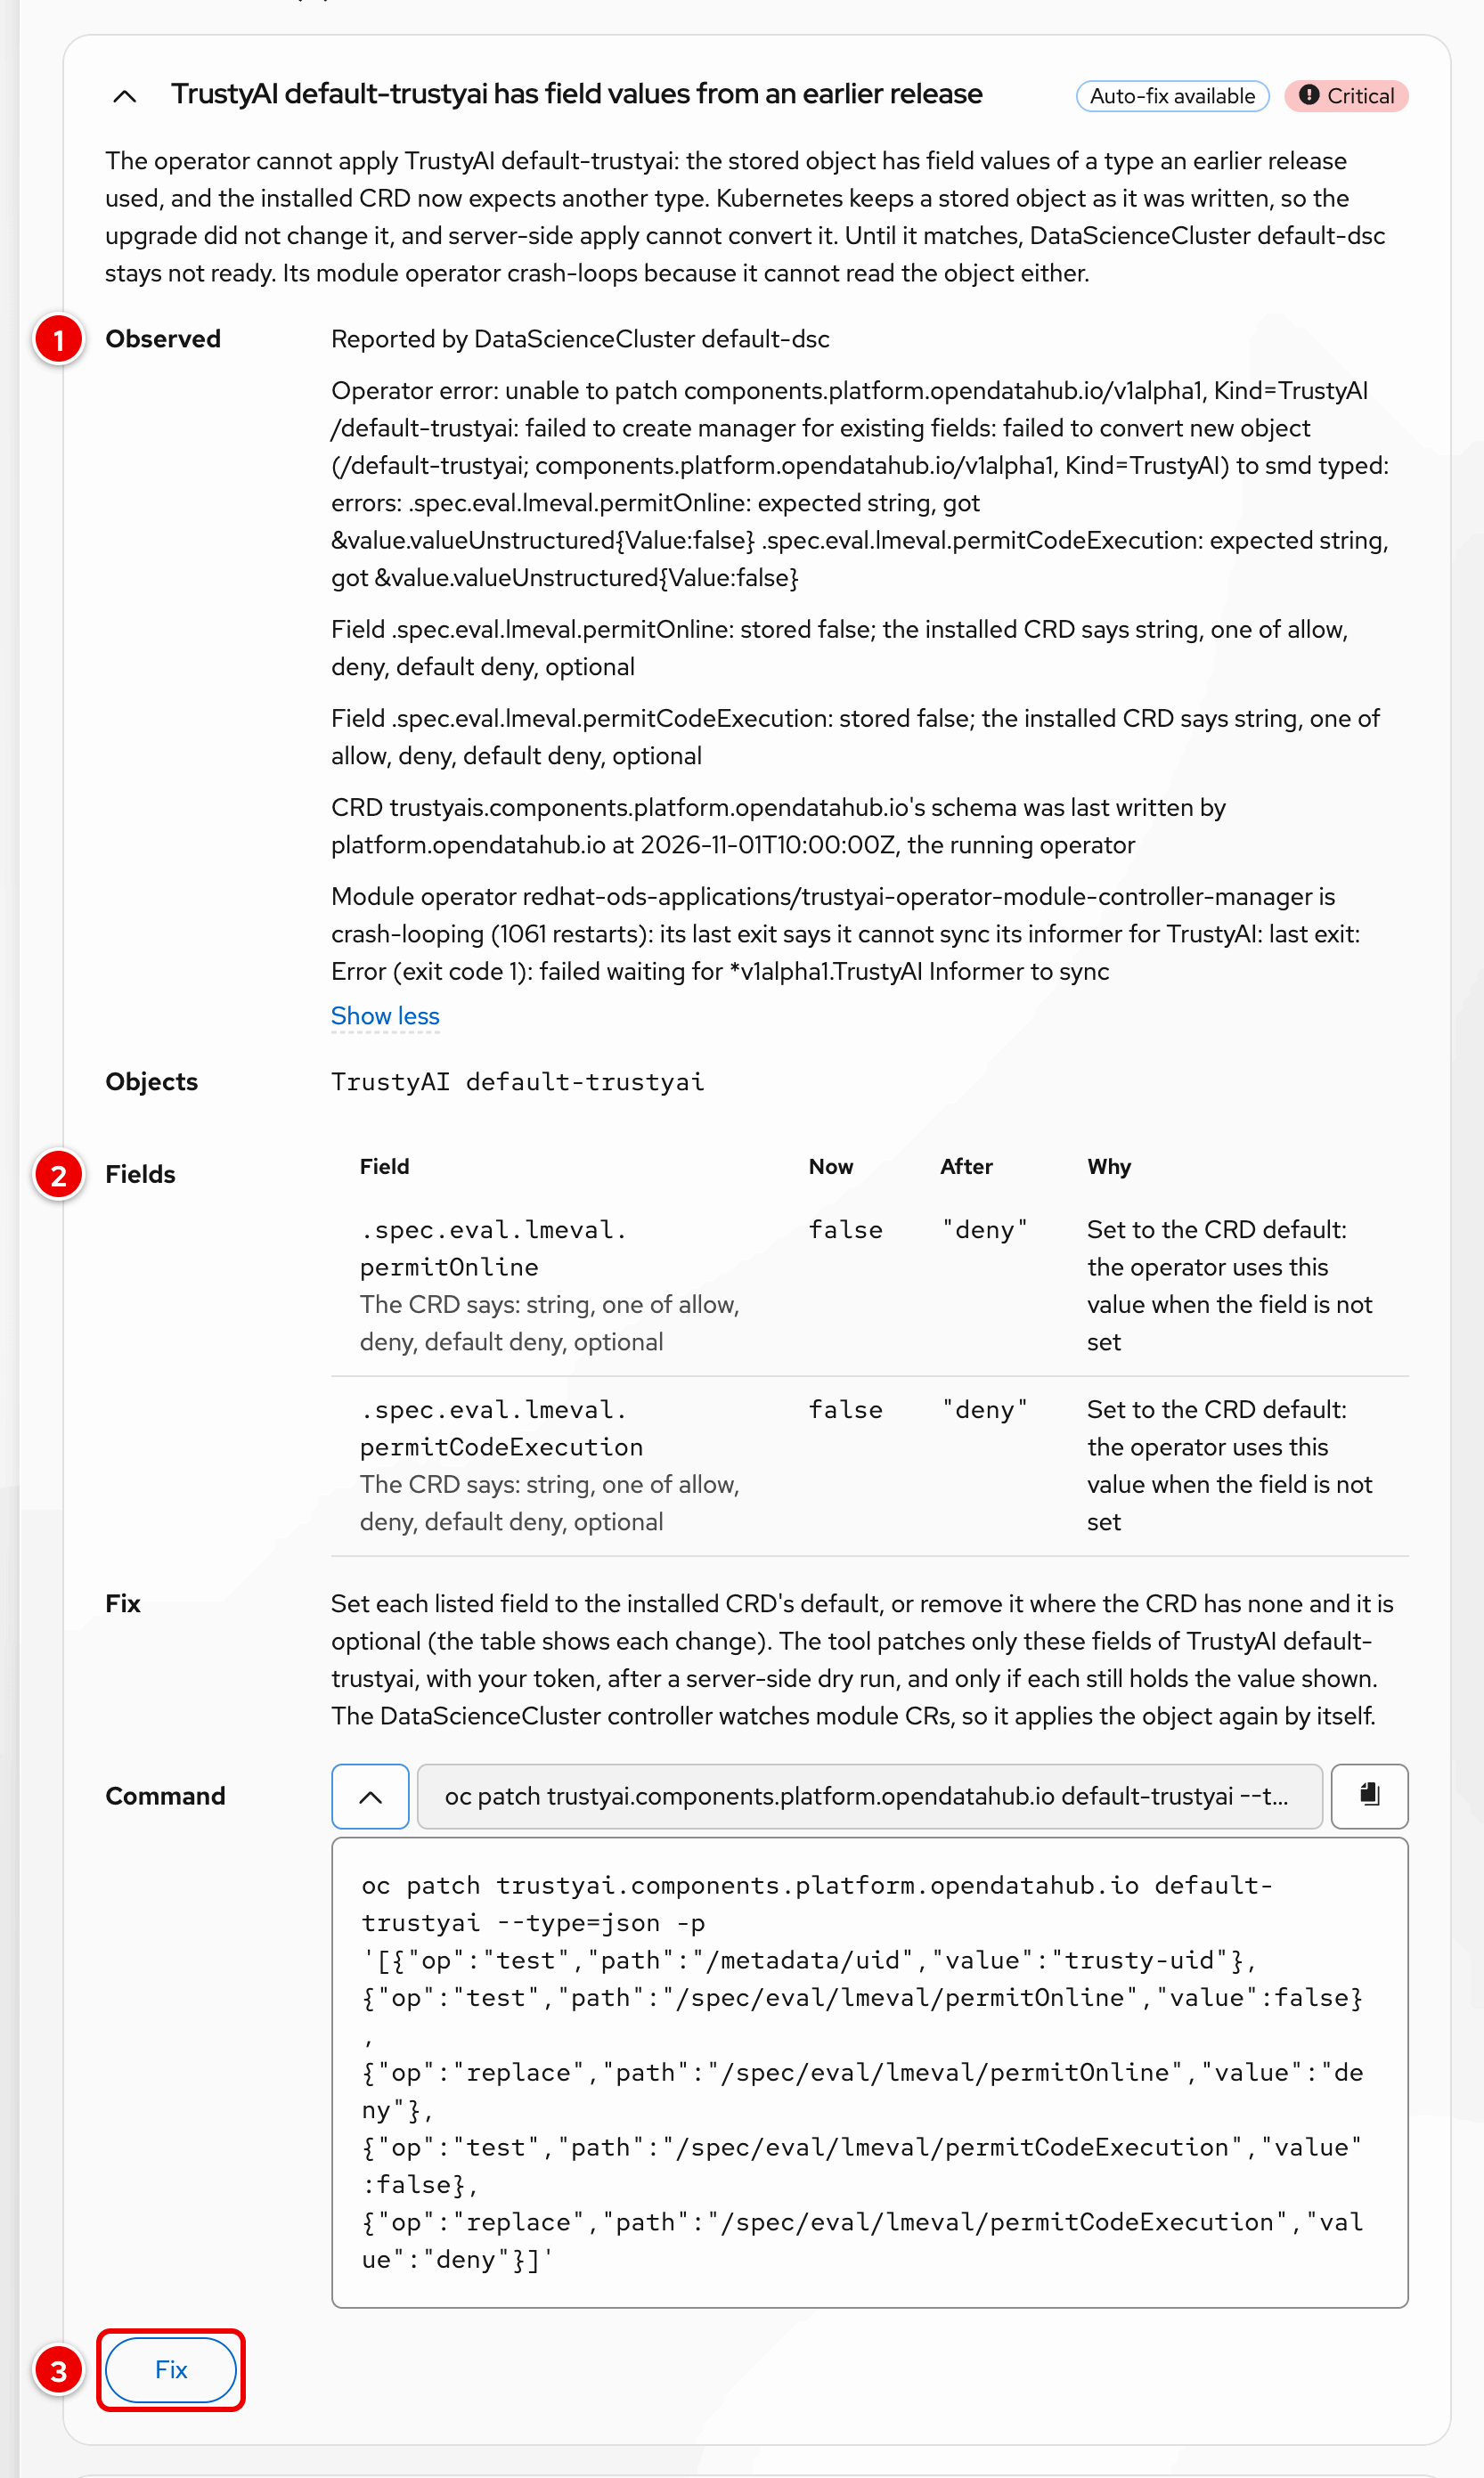 TrustyAI default-trustyai has field values from an earlier release
Auto-fix available
Critical
The operator cannot apply TrustyAI default-trustyai: the stored object has field values of a type an earlier release
used, and the installed CRD now expects another type. Kubernetes keeps a stored object as it was written, so the
upgrade did not change it, and server-side apply cannot convert it. Until it matches, DataScienceCluster default-dsc
stays not ready. Its module operator crash-loops because it cannot read the object either.
1
Observed
Reported by DataScienceCluster default-dsc
Operator error: unable to patch components.platform.opendatahub.io/v1alpha1, Kind=TrustyAI
/default-trustyai: failed to create manager for existing fields: failed to convert new object
(/default-trustyai; components.platform.opendatahub.io/v1alpha1, Kind=TrustyAI) to smd typed:
errors: .spec.eval.lmeval.permitOnline: expected string, got
&value.valueUnstructured{Value:false} .spec.eval.lmeval.permitCodeExecution: expected string,
got &value.valueUnstructured{Value:false}
Field .spec.eval.lmeval.permitOnline: stored false; the installed CRD says string, one of allow,
deny, default deny, optional
Field .spec.eval.lmeval.permitCodeExecution: stored false; the installed CRD says string, one of
allow, deny, default deny, optional
CRD trustyais.components.platform.opendatahub.io's schema was last written by
platform.opendatahub.io at 2026-11-01T10:00:00Z, the running operator
Module operator redhat-ods-applications/trustyai-operator-module-controller-manager is
crash-looping (1061 restarts): its last exit says it cannot sync its informer for TrustyAI: last exit:
Error (exit code 1): failed waiting for *v1alpha1.TrustyAI Informer to sync
Show less
Objects
TrustyAI default-trustyai
2
Fields
Field Now After Why
.spec.eval.lmeval.
permitOnline
The CRD says: string, one of allow,
deny, default deny, optional
false
"deny"
Set to the CRD default:
the operator uses this
value when the field is not
set
.spec.eval.lmeval.
permitCodeExecution
The CRD says: string, one of allow,
deny, default deny, optional
false
"deny"
Set to the CRD default:
the operator uses this
value when the field is not
set
Fix
Set each listed field to the installed CRD's default, or remove it where the CRD has none and it is
optional (the table shows each change). The tool patches only these fields of TrustyAI default-
trustyai, with your token, after a server-side dry run, and only if each still holds the value shown.
The DataScienceCluster controller watches module CRs, so it applies the object again by itself.
Command
oc patch trustyai.components.platform.opendatahub.io default-trustyai --t...
oc patch trustyai.components.platform.opendatahub.io default-
trustyai --type=json -p
'[{"op":"test","path":"/metadata/uid","value":"trusty-uid"},
{"op":"test","path":"/spec/eval/lmeval/permitOnline","value":false}
,
{"op":"replace","path":"/spec/eval/lmeval/permitOnline","value":"de
ny"},
{"op":"test","path":"/spec/eval/lmeval/permitCodeExecution","value"
:false},
{"op":"replace","path":"/spec/eval/lmeval/permitCodeExecution","val
ue":"deny"}]'
3
Fix